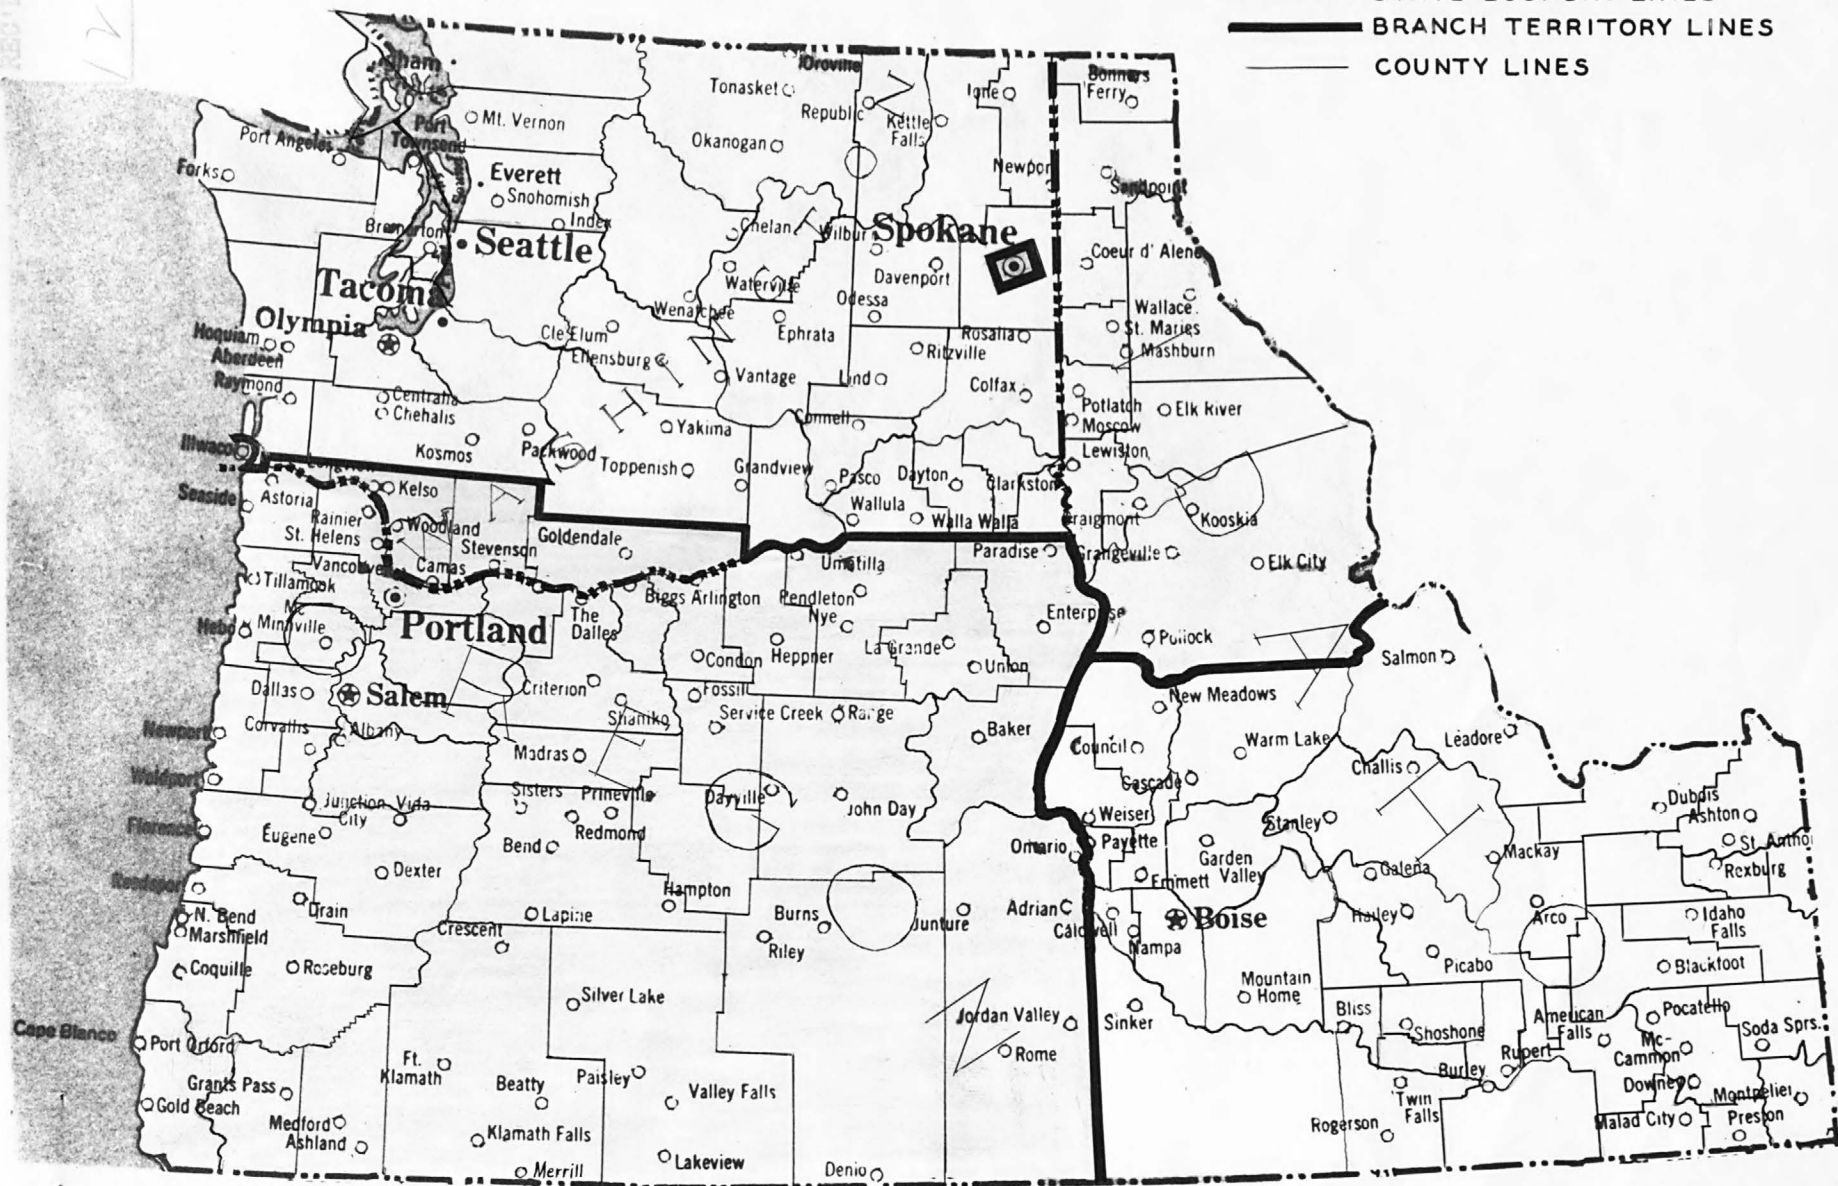 BRANCH TERRITORY LINES
COUNTY LINES
Oroville
Tonasket
Republic
Kettle
Falls
Ione
Bonners
Ferry
Mt. Vernon
Port
Townsend
Port Angeles
Okanogan
Forks
Newpor
Sandpoint
Everett
Snohomish
Index
Bremerton
Seattle
Chelan
Wilbur
Spokane
Coeur d' Alene
Davenport
Waterville
Tacoma
Odessa
Wallace
Wenatchee
Olympia
St. Maries
Cle Elum
Ephrata
Rosalia
Hoquiam
Aberdeen
Ellensburg
Ritzville
Mashburn
Raymond
Vantage
Lind
Colfax
Centralia
Chehalis
Potlatch
Moscow
Elk River
Connell
Yakima
Illwaco
Kosmos
Packwood
Lewiston
Toppenish
Grandview
Pasco
Dayton
Clarkston
Longview
Kelso
Seaside
Astoria
Wallula
Walla Walla
Craigmont
Kooskia
Rainier
St. Helens
Woodland
Stevenson
Goldendale
Paradise
Grangeville
Elk City
Vancouver
Camas
Umatilla
Tillamook
Biggs
Arlington
Pendleton
Nye
The
Dalles
Enterprise
Mc
Minnville
Hebo
Portland
Pollock
Condon
Heppner
La Grande
Union
Salmon
Dallas
Salem
Criterion
Fossil
New Meadows
Shaniko
Service Creek
Range
Newport
Corvallis
Albany
Baker
Council
Warm Lake
Leadore
Madras
Challis
Waldport
Cascade
Sisters
Prineville
Dayville
John Day
Dubois
Ashton
Junction
City
Vida
Weiser
Stanley
Florence
Eugene
Redmond
Bend
Ontario
Payette
Garden
Valley
Mackay
St. Antho
Rexburg
Galena
Dexter
Emmett
Reedsport
Hampton
Drain
Lapine
Burns
Adrian
Caldwell
Boise
Hailey
Arco
Idaho
Falls
N. Bend
Marshfield
Crescent
Junture
Nampa
Riley
Coquille
Roseburg
Picabo
Blackfoot
Silver Lake
Mountain
Home
Jordan Valley
Sinker
Bliss
American
Falls
Pocatello
Cape Blanco
Port Orford
Shoshone
Soda Sprs.
Rome
Mc-
Cammon
Rupert
Ft.
Klamath
Burley
Beatty
Paisley
Valley Falls
Downey
Grants Pass
Gold Beach
Montpelier
Twin
Falls
Medford
Ashland
Rogerson
Malad City
Preston
Klamath Falls
Merrill
Lakeview
Denio